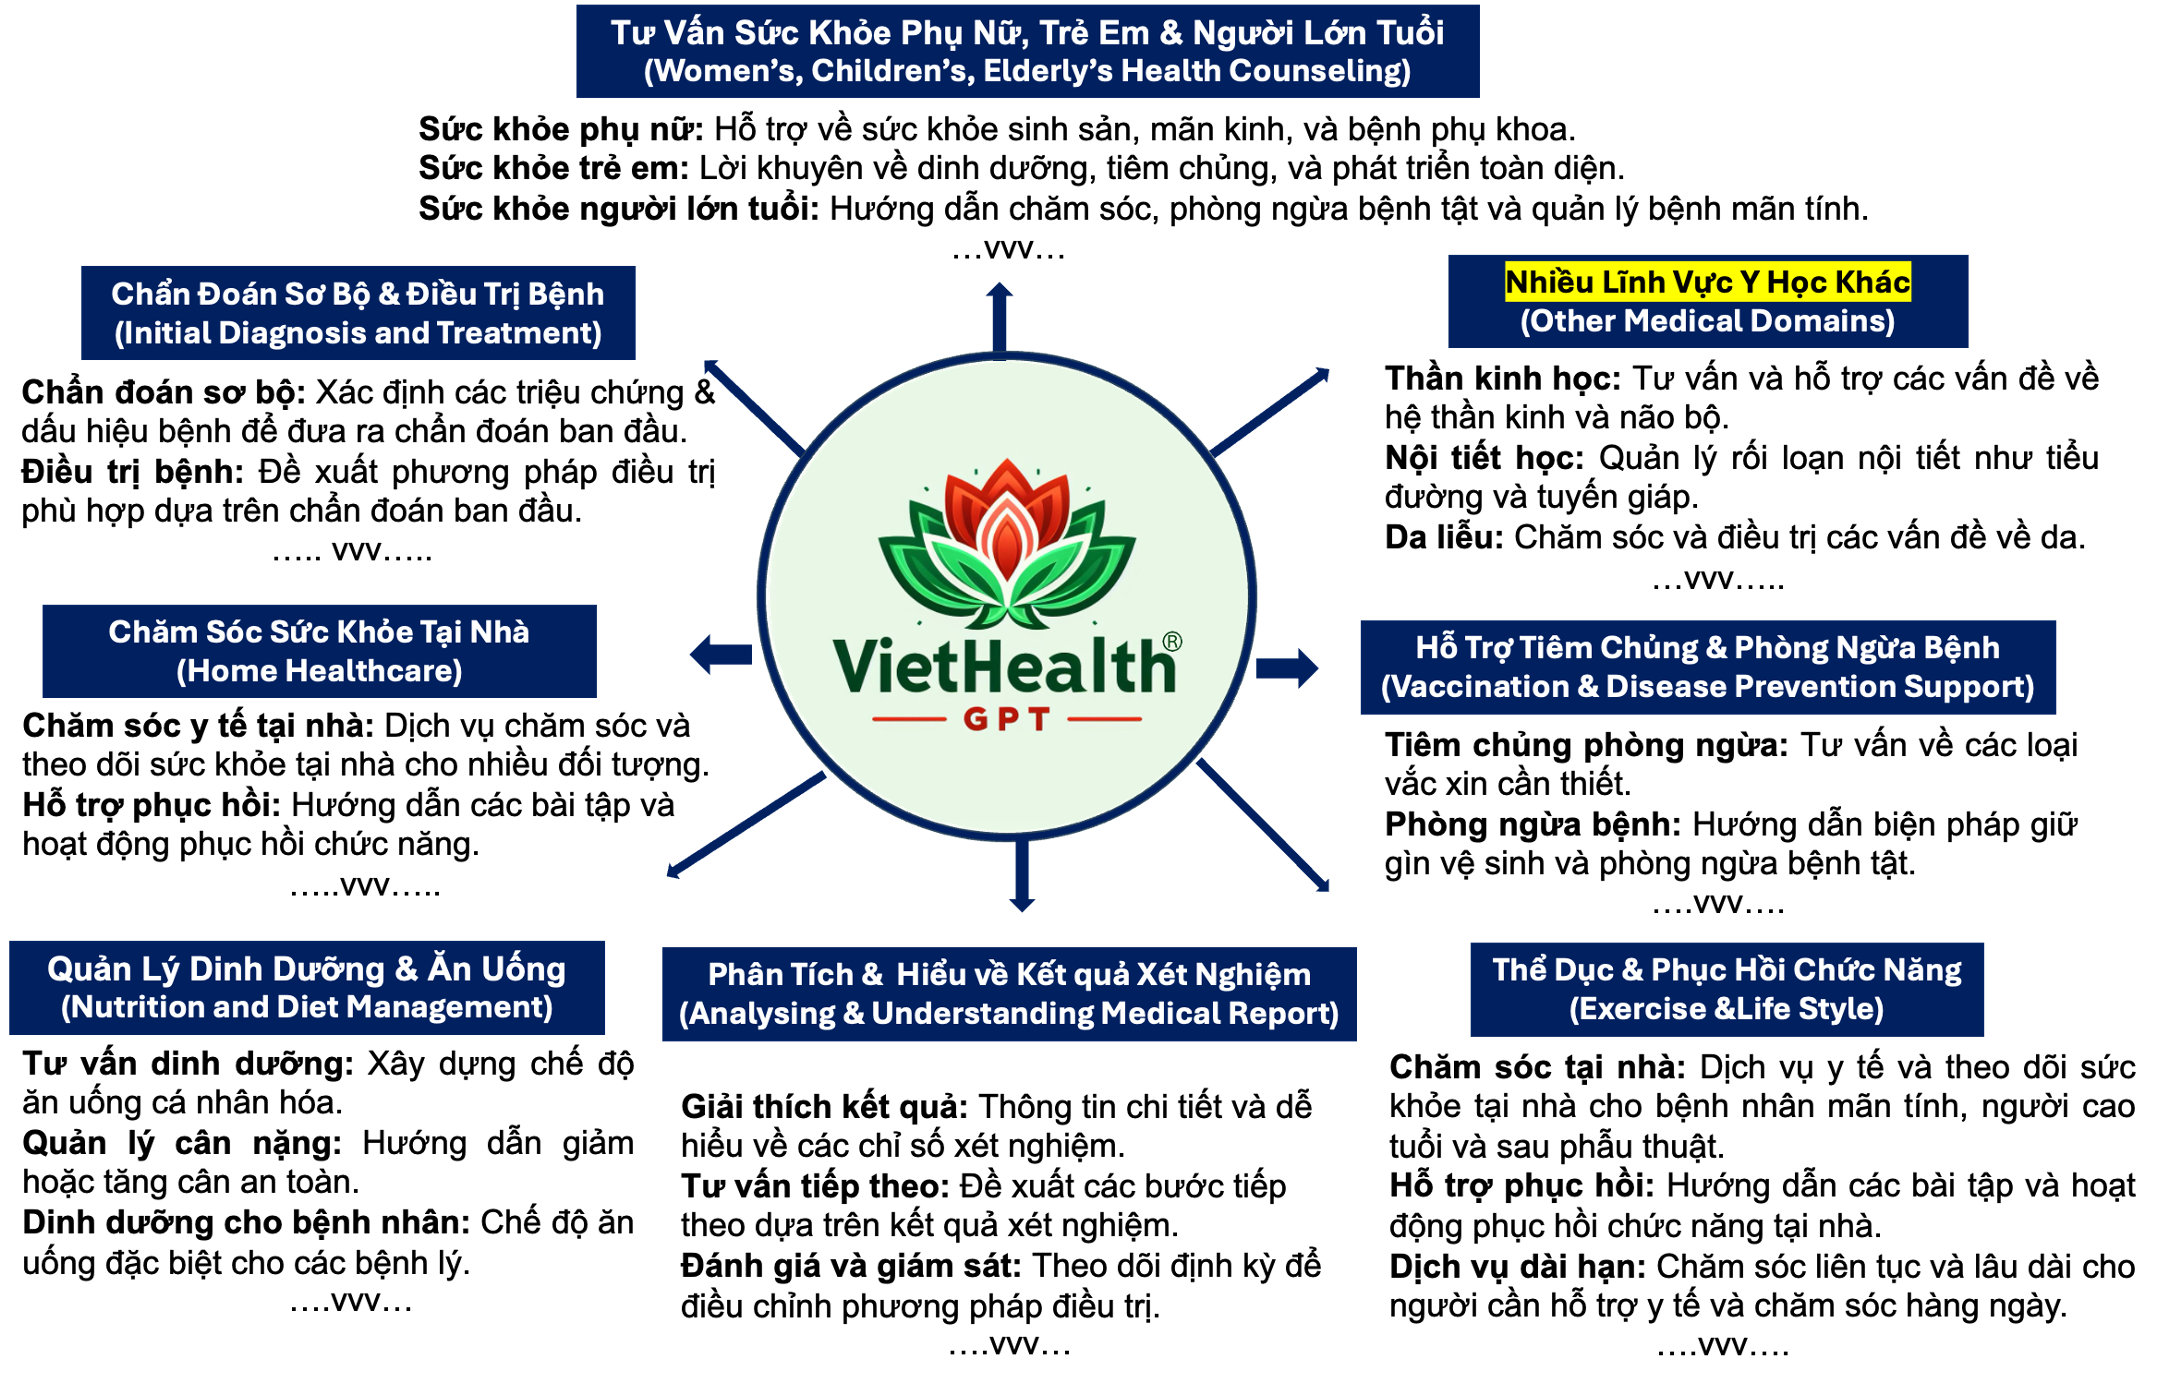 Tư Vấn Sức Khỏe Phụ Nữ, Trẻ Em & Người Lớn Tuổi
(Women's, Children's, Elderly's Health Counseling)
Sức khỏe phụ nữ: Hỗ trợ về sức khỏe sinh sản, mãn kinh, và bệnh phụ khoa.
Sức khỏe trẻ em: Lời khuyên về dinh dưỡng, tiêm chủng, và phát triển toàn diện.
Sức khỏe người lớn tuổi: Hướng dẫn chăm sóc, phòng ngừa bệnh tật và quản lý bệnh mãn tính.
…vvv…
Chẩn Đoán Sơ Bộ & Điều Trị Bệnh
(Initial Diagnosis and Treatment)
Chẩn đoán sơ bộ: Xác định các triệu chứng &
dấu hiệu bệnh để đưa ra chẩn đoán ban đầu.
Điều trị bệnh: Đề xuất phương pháp điều trị
phù hợp dựa trên chẩn đoán ban đầu.
….. vvv…..
Nhiều Lĩnh Vực Y Học Khác
(Other Medical Domains)
Thần kinh học: Tư vấn và hỗ trợ các vấn đề về
hệ thần kinh và não bộ.
Nội tiết học: Quản lý rối loạn nội tiết như tiểu
đường và tuyến giáp.
Da liễu: Chăm sóc và điều trị các vấn đề về da.
…vvv…..
VietHealth®
GPT
Chăm Sóc Sức Khỏe Tại Nhà
(Home Healthcare)
Chăm sóc y tế tại nhà: Dịch vụ chăm sóc và
theo dõi sức khỏe tại nhà cho nhiều đối tượng.
Hỗ trợ phục hồi: Hướng dẫn các bài tập và
hoạt động phục hồi chức năng.
…..vvv…..
Hỗ Trợ Tiêm Chủng & Phòng Ngừa Bệnh
(Vaccination & Disease Prevention Support)
Tiêm chủng phòng ngừa: Tư vấn về các loại
vắc xin cần thiết.
Phòng ngừa bệnh: Hướng dẫn biện pháp giữ
gìn vệ sinh và phòng ngừa bệnh tật.
….vvv….
Quản Lý Dinh Dưỡng & Ăn Uống
(Nutrition and Diet Management)
Tư vấn dinh dưỡng: Xây dựng chế độ
ăn uống cá nhân hóa.
Quản lý cân nặng: Hướng dẫn giảm
hoặc tăng cân an toàn.
Dinh dưỡng cho bệnh nhân: Chế độ ăn
uống đặc biệt cho các bệnh lý.
….vvv…
Phân Tích & Hiểu về Kết quả Xét Nghiệm
(Analysing & Understanding Medical Report)
Giải thích kết quả: Thông tin chi tiết và dễ
hiểu về các chỉ số xét nghiệm.
Tư vấn tiếp theo: Đề xuất các bước tiếp
theo dựa trên kết quả xét nghiệm.
Đánh giá và giám sát: Theo dõi định kỳ để
điều chỉnh phương pháp điều trị.
….vvv…
Thể Dục & Phục Hồi Chức Năng
(Exercise &Life Style)
Chăm sóc tại nhà: Dịch vụ y tế và theo dõi sức
khỏe tại nhà cho bệnh nhân mãn tính, người cao
tuổi và sau phẫu thuật.
Hỗ trợ phục hồi: Hướng dẫn các bài tập và hoạt
động phục hồi chức năng tại nhà.
Dịch vụ dài hạn: Chăm sóc liên tục và lâu dài cho
người cần hỗ trợ y tế và chăm sóc hàng ngày.
….vvv….